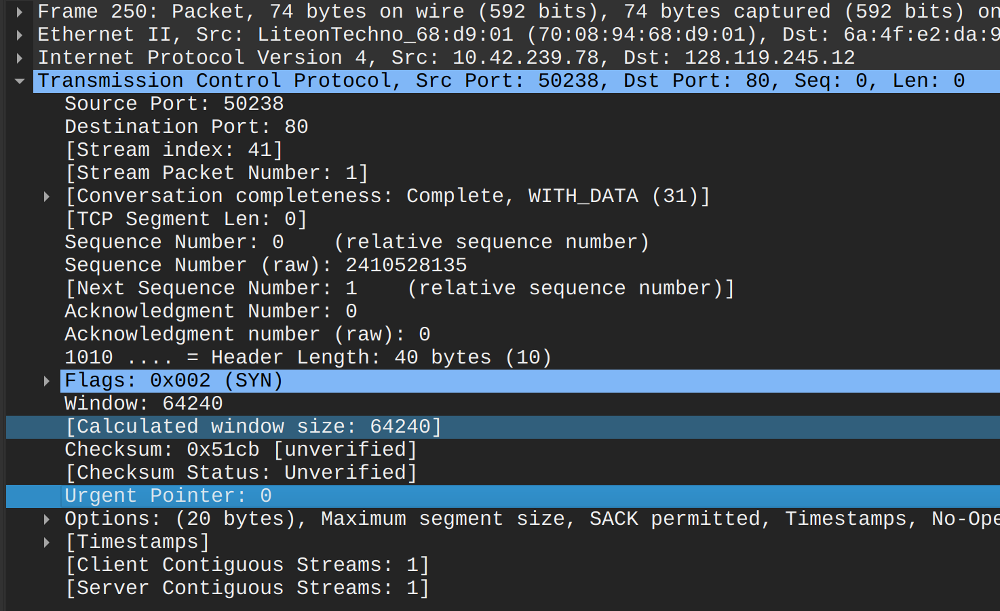 Frame 250: Packet, 74 bytes on wire (592 bits), 74 bytes captured (592 bits) on
Ethernet II, Src: LiteonTechno_68:d9:01 (70:08:94:68:d9:01), Dst: 6a:4f:e2:da:9
Internet Protocol Version 4, Src: 10.42.239.78, Dst: 128.119.245.12
Transmission Control Protocol, Src Port: 50238, Dst Port: 80, Seq: 0, Len: 0
Source Port: 50238
Destination Port: 80
[Stream index: 41]
[Stream Packet Number: 1]
[Conversation completeness: Complete, WITH_DATA (31)]
[TCP Segment Len: 0]
Sequence Number: 0    (relative sequence number)
Sequence Number (raw): 2410528135
[Next Sequence Number: 1    (relative sequence number)]
Acknowledgment Number: 0
Acknowledgment number (raw): 0
1010 .... = Header Length: 40 bytes (10)
Flags: 0x002 (SYN)
Window: 64240
[Calculated window size: 64240]
Checksum: 0x51cb [unverified]
[Checksum Status: Unverified]
Urgent Pointer: 0
Options: (20 bytes), Maximum segment size, SACK permitted, Timestamps, No-Ope
[Timestamps]
[Client Contiguous Streams: 1]
[Server Contiguous Streams: 1]